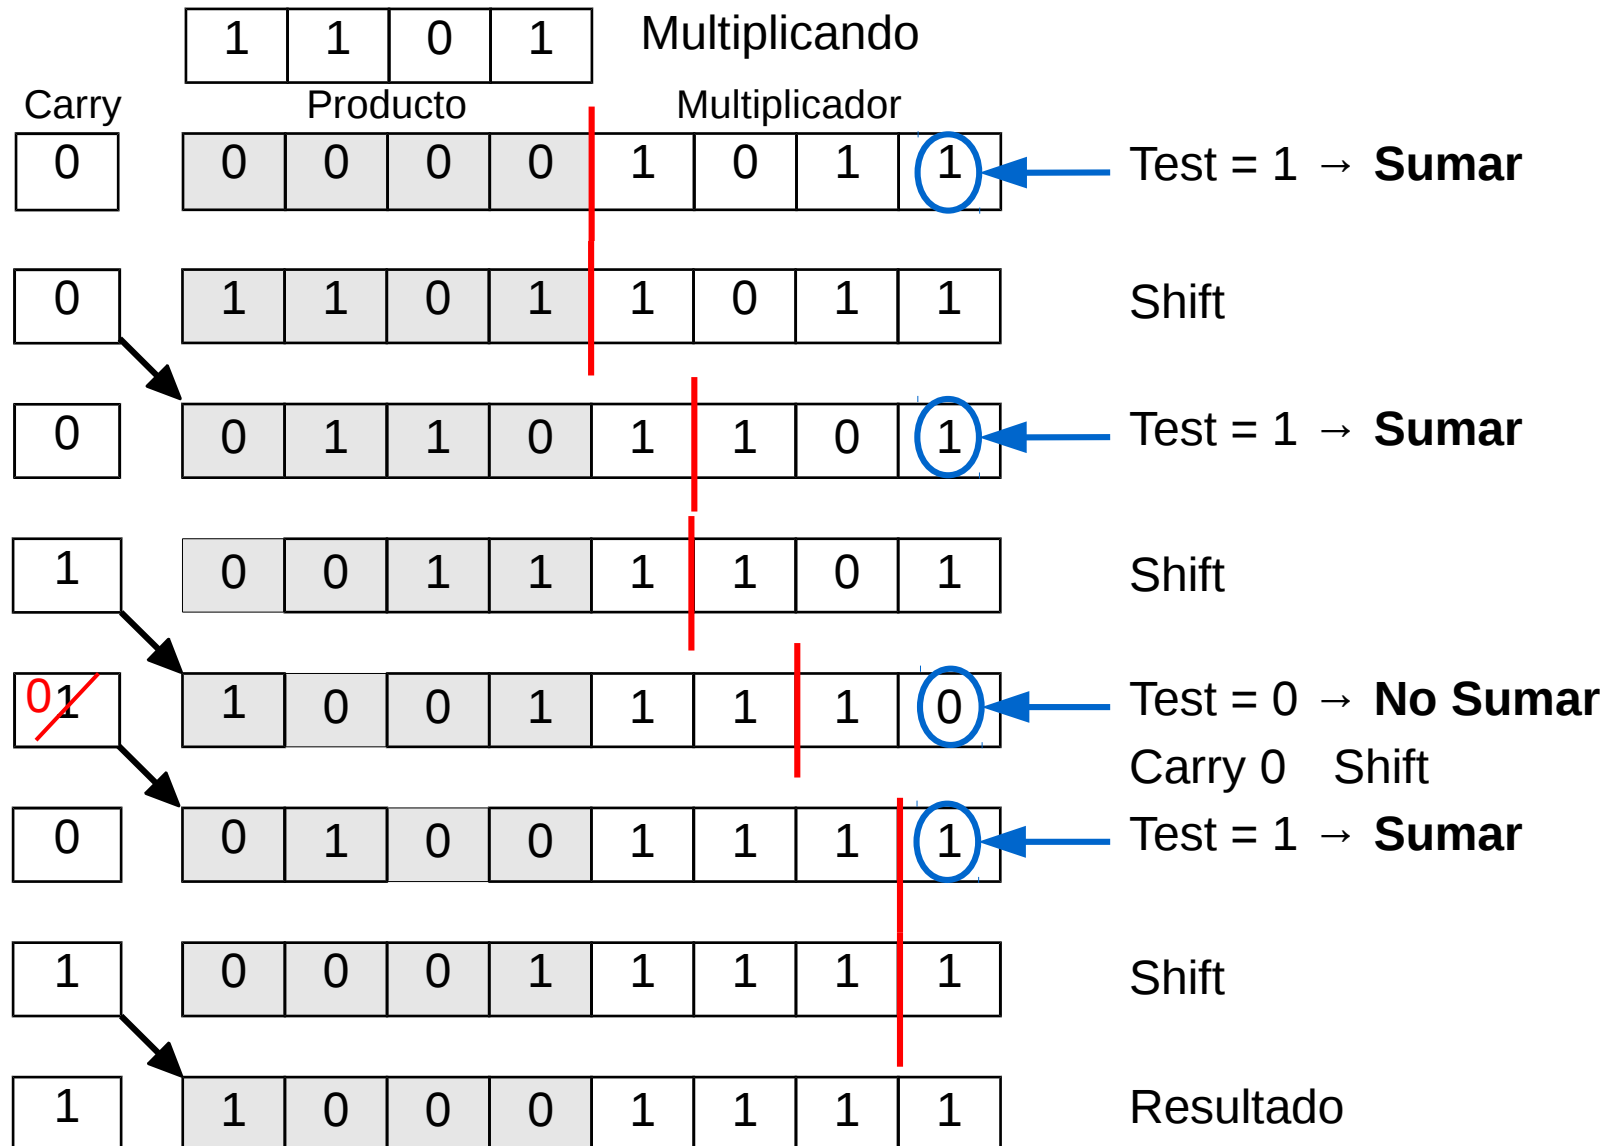 1 1 0 1 Multiplicando
Carry Producto Multiplicador
0 0 0 0 0 1 0 1 1 Test = 1 → Sumar
0 1 1 0 1 1 0 1 1 Shift
0 0 1 1 0 1 1 0 1 Test = 1 → Sumar
1 0 0 1 1 1 1 0 1 Shift
01 1 0 0 1 1 1 1 0 Test = 0 → No Sumar
Carry 0 Shift
0 0 1 0 0 1 1 1 1 Test = 1 → Sumar
1 0 0 0 1 1 1 1 1 Shift
1 1 0 0 0 1 1 1 1 Resultado